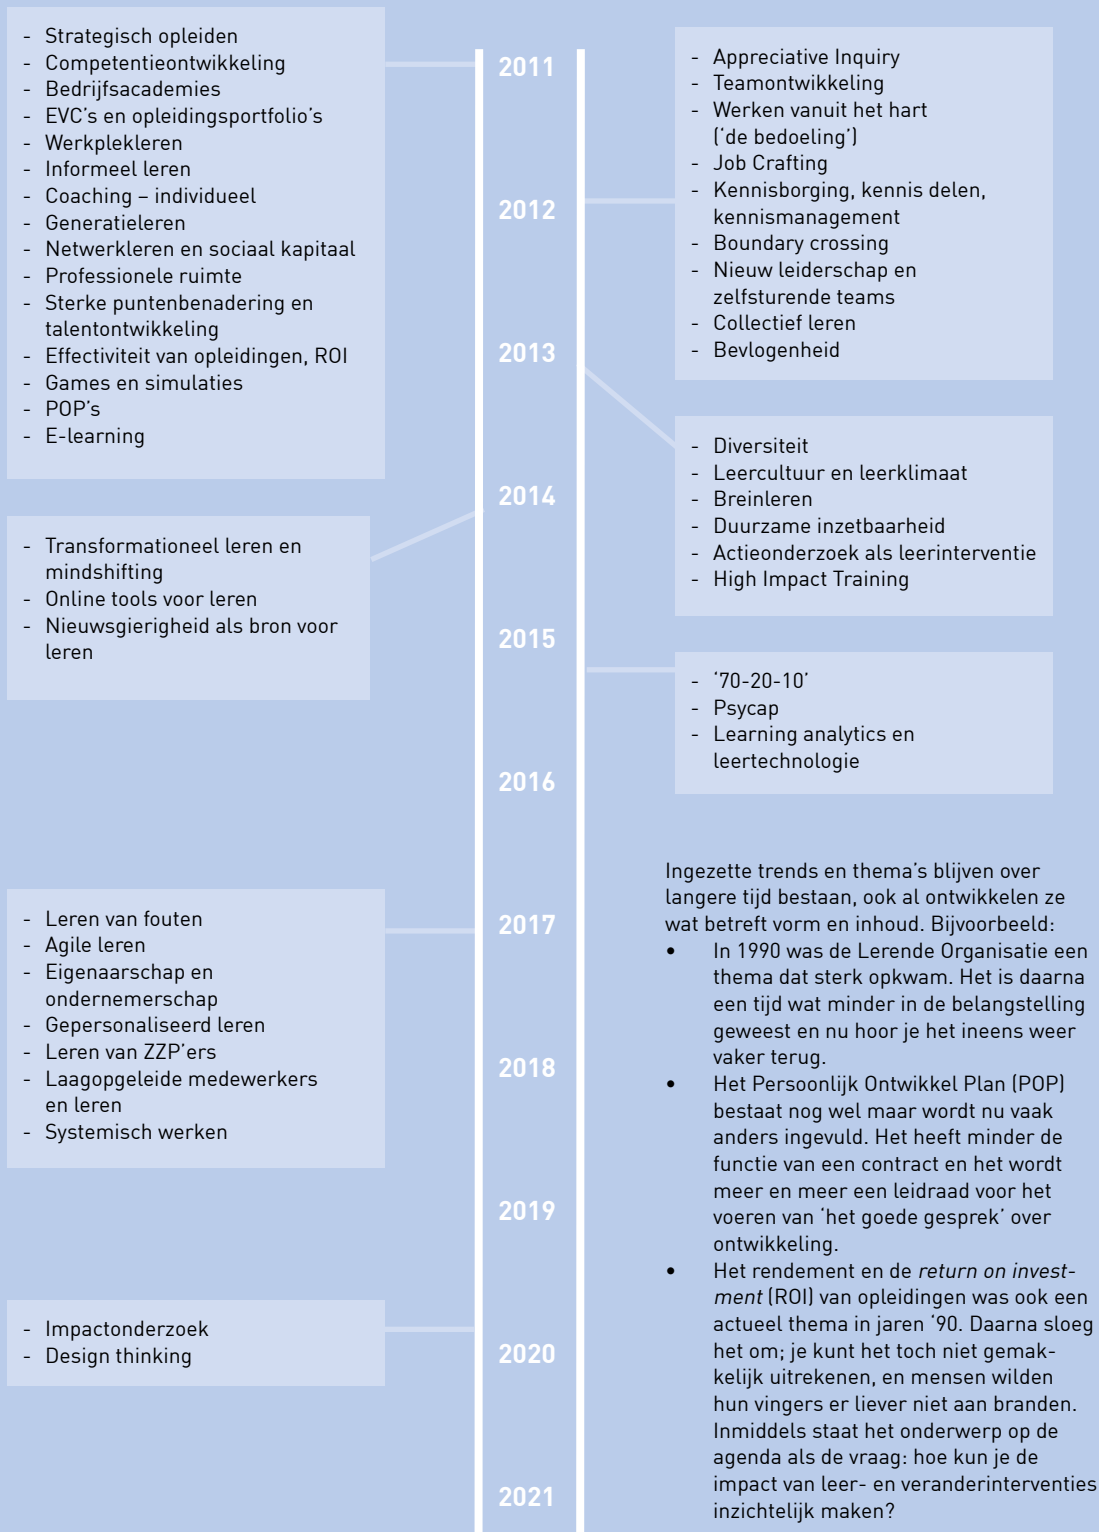 - Strategisch opleiden
- Competentieontwikkeling
- Bedrijfsacademies
- EVC's en opleidingsportfolio's
- Werkplekleren
- Informeel leren
- Coaching – individueel
- Generatieleren
- Netwerkleren en sociaal kapitaal
- Professionele ruimte
- Sterke puntenbenadering en
talentontwikkeling
- Effectiviteit van opleidingen, ROI
- Games en simulaties
- POP's
- E-learning
2011
- Appreciative Inquiry
- Teamontwikkeling
- Werken vanuit het hart
('de bedoeling')
- Job Crafting
- Kennisborging, kennis delen,
kennismanagement
- Boundary crossing
- Nieuw leiderschap en
zelfsturende teams
- Collectief leren
- Bevlogenheid
2012
2013
- Diversiteit
- Leercultuur en leerklimaat
- Breinleren
- Duurzame inzetbaarheid
- Actieonderzoek als leerinterventie
- High Impact Training
2014
- Transformationeel leren en
mindshifting
- Online tools voor leren
- Nieuwsgierigheid als bron voor
leren
2015
- '70-20-10'
- Psycap
- Learning analytics en
leertechnologie
2016
- Leren van fouten
- Agile leren
- Eigenaarschap en
ondernemerschap
- Gepersonaliseerd leren
- Leren van ZZP'ers
- Laagopgeleide medewerkers
en leren
- Systemisch werken
2017
2018
2019
- Impactonderzoek
- Design thinking
2020
2021
Ingezette trends en thema's blijven over
langere tijd bestaan, ook al ontwikkelen ze
wat betreft vorm en inhoud. Bijvoorbeeld:
• In 1990 was de Lerende Organisatie een
thema dat sterk opkwam. Het is daarna
een tijd wat minder in de belangstelling
geweest en nu hoor je het ineens weer
vaker terug.
• Het Persoonlijk Ontwikkel Plan (POP)
bestaat nog wel maar wordt nu vaak
anders ingevuld. Het heeft minder de
functie van een contract en het wordt
meer en meer een leidraad voor het
voeren van 'het goede gesprek' over
ontwikkeling.
• Het rendement en de return on invest-
ment (ROI) van opleidingen was ook een
actueel thema in jaren '90. Daarna sloeg
het om; je kunt het toch niet gemak-
kelijk uitrekenen, en mensen wilden
hun vingers er liever niet aan branden.
Inmiddels staat het onderwerp op de
agenda als de vraag: hoe kun je de
impact van leer- en veranderinterventies
inzichtelijk maken?